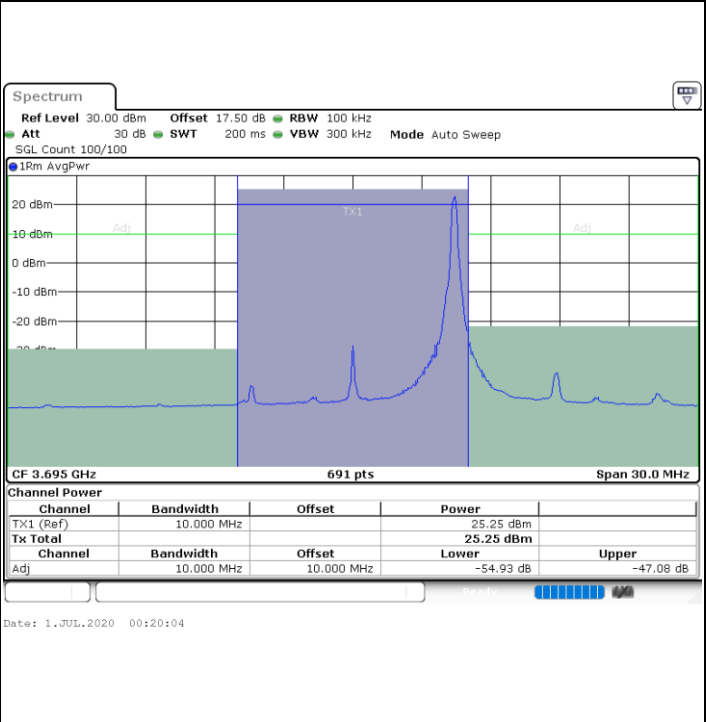 Spectrum
Ref Level 30.00 dBm Offset 17.50 dB RBW 100 kHz
Att 30 dB SWT 200 ms VBW 300 kHz Mode Auto Sweep
SGL Count 100/100
1Rm AvgPwr
20 dBm
TX1
Adj
Adj
10 dBm
0 dBm
-10 dBm
-20 dBm
CF 3.695 GHz 691 pts Span 30.0 MHz
Channel Power
Channel Bandwidth Offset Power
TX1 (Ref) 10.000 MHz 25.25 dBm
Tx Total 25.25 dBm
Channel Bandwidth Offset Lower Upper
Adj 10.000 MHz 10.000 MHz -54.93 dB -47.08 dB
Ready
Date: 1.JUL.2020 00:20:04